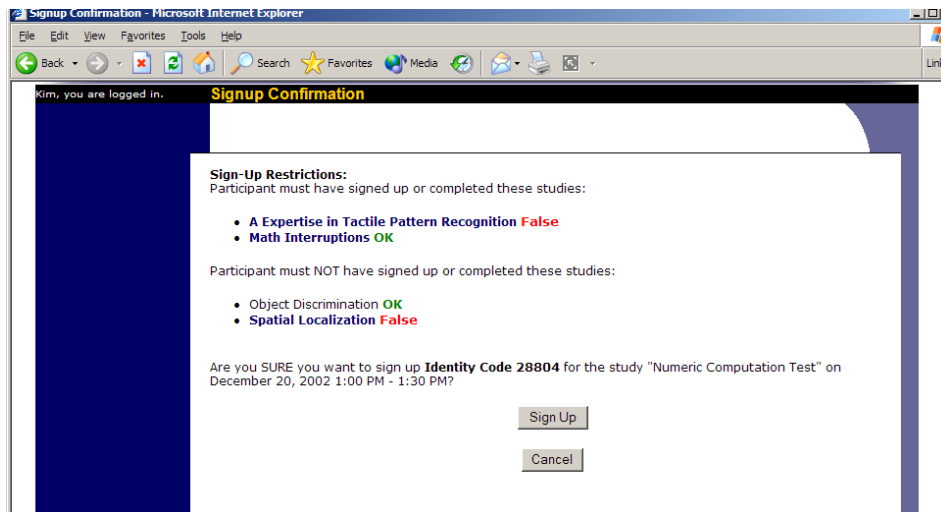 Signup Confirmation - Microsoft Internet Explorer
File Edit View Favorites Tools Help
Back Search Favorites Media
Kim, you are logged in. Signup Confirmation
Sign-Up Restrictions:
Participant must have signed up or completed these studies:
• A Expertise in Tactile Pattern Recognition False
• Math Interruptions OK
Participant must NOT have signed up or completed these studies:
• Object Discrimination OK
• Spatial Localization False
Are you SURE you want to sign up Identity Code 28804 for the study "Numeric Computation Test" on
December 20, 2002 1:00 PM - 1:30 PM?
Sign Up
Cancel